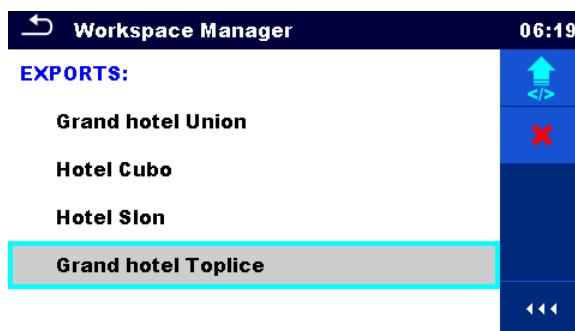 Workspace Manager 06:19
EXPORTS:
</>
Grand hotel Union
Hotel Cubo
Hotel Slon
Grand hotel Toplice